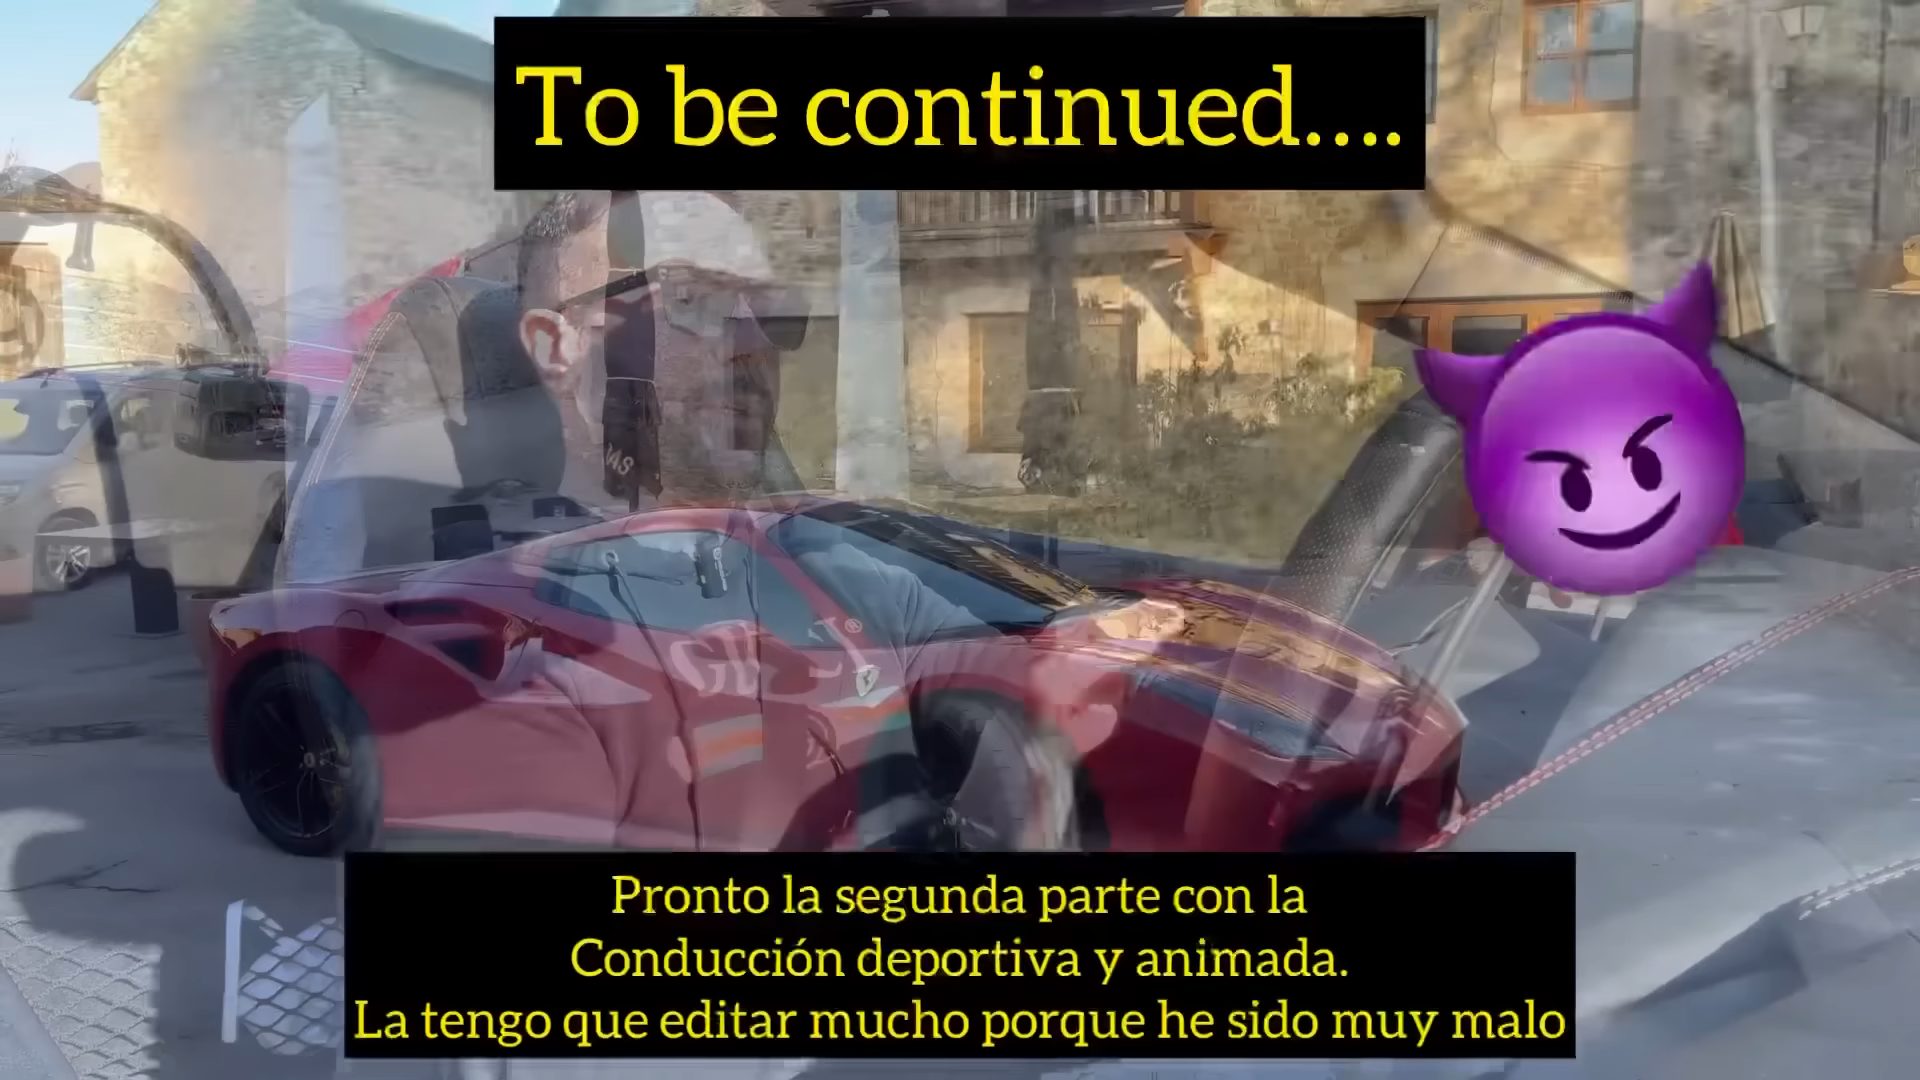 To be continued....
Pronto la segunda parte con la
Conducción deportiva y animada.
La tengo que editar mucho porque he sido muy malo